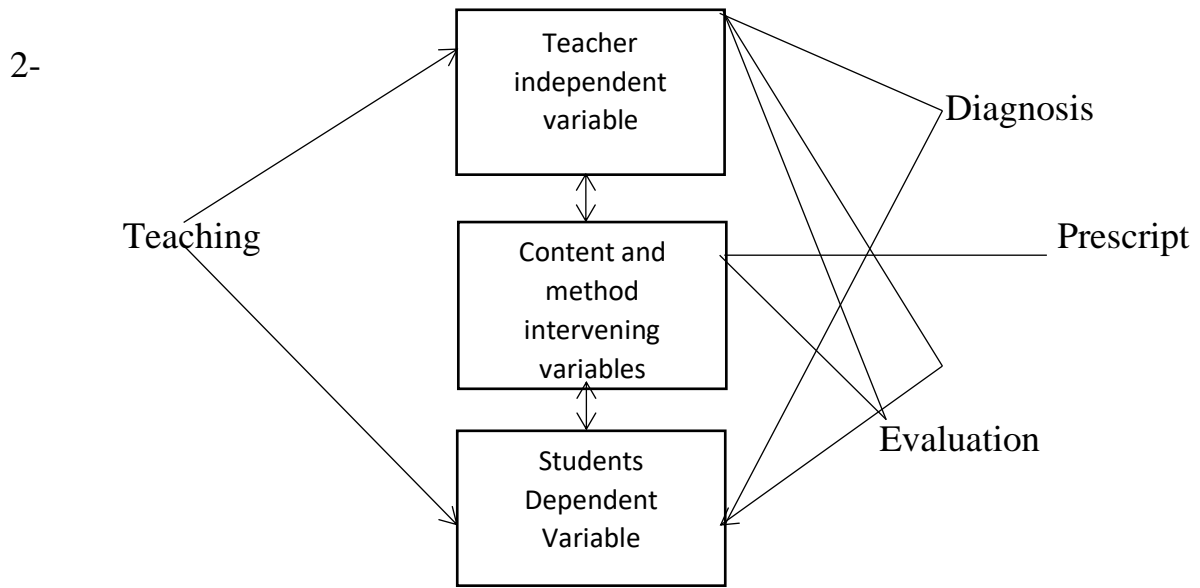 2-
Teacher
independent
variable
Diagnosis
Teaching
Content and
method
intervening
variables
Prescript
Evaluation
Students
Dependent
Variable